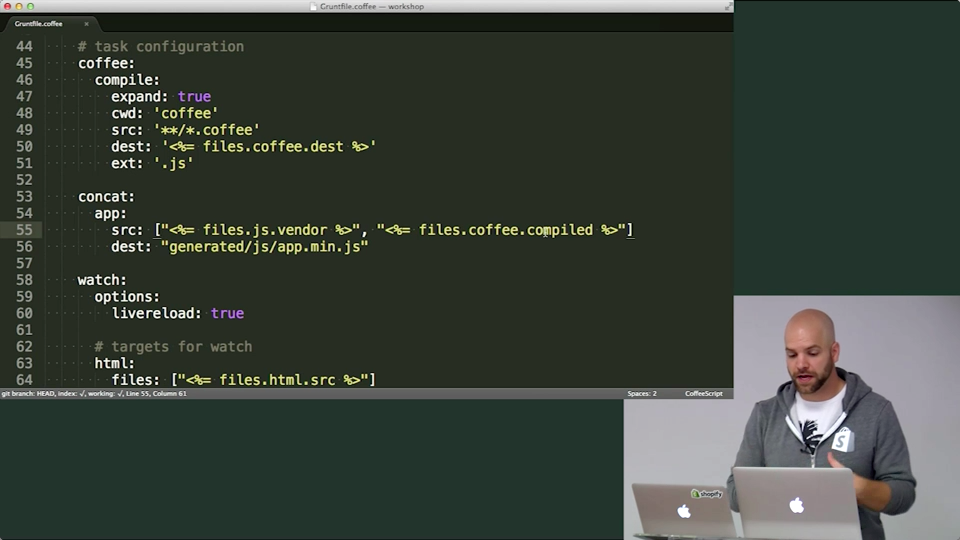 Gruntfile.coffee — workshop
Gruntfile.coffee ×
44 # task configuration
45 coffee:
46 compile:
47 expand: true
48 cwd: 'coffee'
49 src: '**/*.coffee'
50 dest: '<%= files.coffee.dest %>'
51 ext: '.js'
52
53 concat:
54 app:
55 src: ["<%= files.js.vendor %>", "<%= files.coffee.compiled %>"]
56 dest: "generated/js/app.min.js"
57
58 watch:
59 options:
60 livereload: true
61
62 # targets for watch
63 html:
64 files: ["<%= files.html.src %>"]
git branch: HEAD, index: √, working: √, Line 55, Column 61 Spaces: 2 CoffeeScript
S
shopify